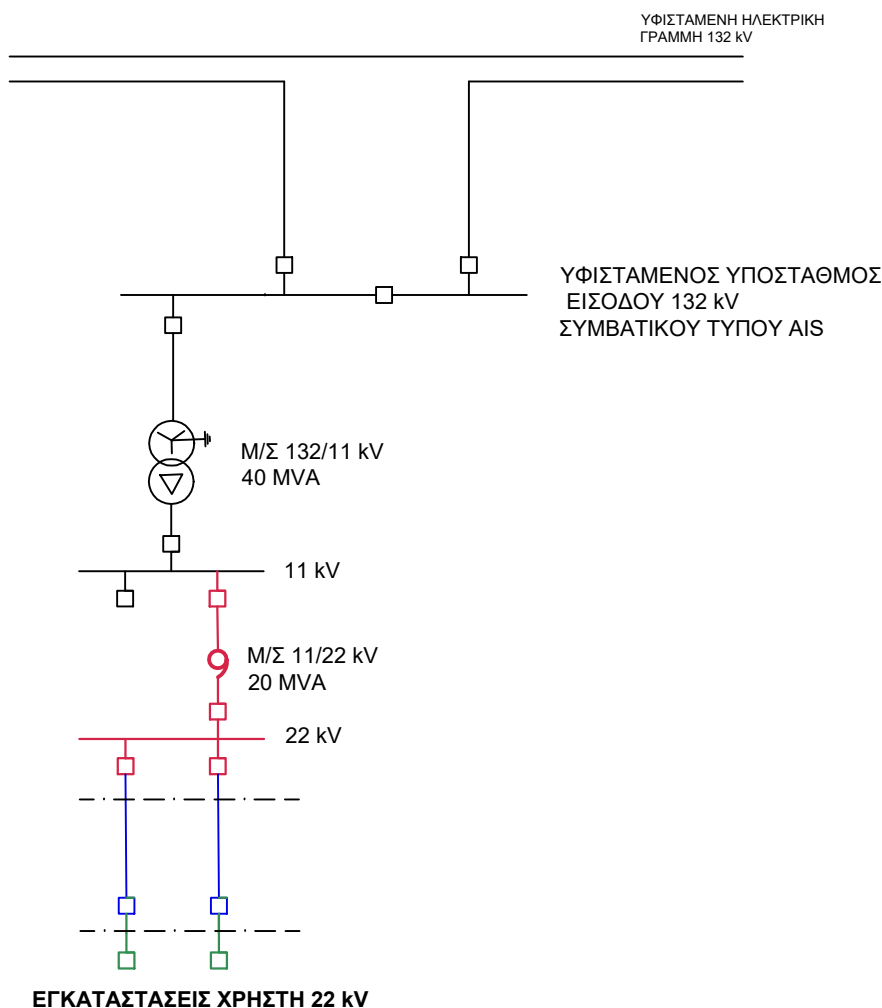 ΥΦΙΣΤΑΜΕΝΗ ΗΛΕΚΤΡΙΚΗ
ΓΡΑΜΜΗ 132 kV
ΥΦΙΣΤΑΜΕΝΟΣ ΥΠΟΣΤΑΘΜΟΣ
ΕΙΣΟΔΟΥ 132 kV
ΣΥΜΒΑΤΙΚΟΥ ΤΥΠΟΥ AIS
Μ/Σ 132/11 kV
40 MVA
11 kV
Μ/Σ 11/22 kV
20 MVA
22 kV
ΕΓΚΑΤΑΣΤΑΣΕΙΣ ΧΡΗΣΤΗ 22 kV